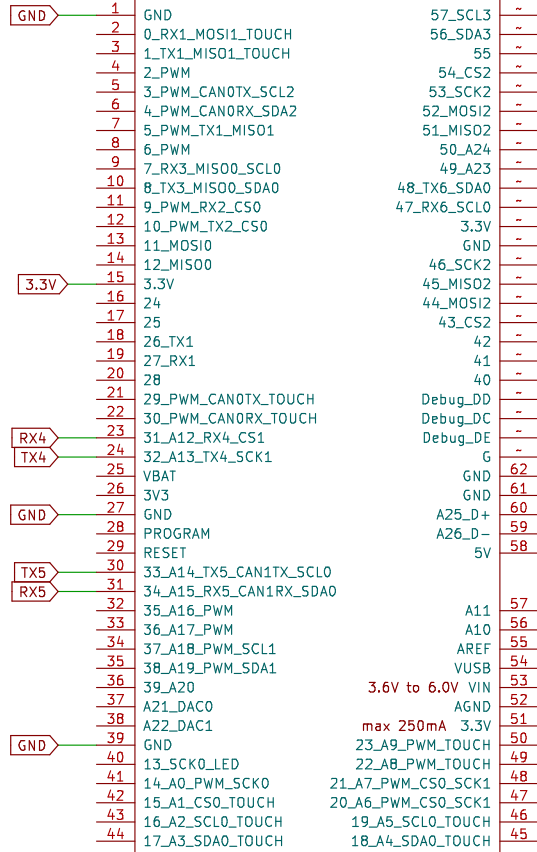 GND 1 GND 57_SCL3 ~
2 0_RX1_MOSI1_TOUCH 56_SDA3 ~
3 1_TX1_MISO1_TOUCH 55 ~
4 2_PWM 54_CS2 ~
5 3_PWM_CAN0TX_SCL2 53_SCK2 ~
6 4_PWM_CAN0RX_SDA2 52_MOSI2 ~
7 5_PWM_TX1_MISO1 51_MISO2 ~
8 6_PWM 50_A24 ~
9 7_RX3_MISO0_SCL0 49_A23 ~
10 8_TX3_MISO0_SDA0 48_TX6_SDA0 ~
11 9_PWM_RX2_CS0 47_RX6_SCL0 ~
12 10_PWM_TX2_CS0 3.3V ~
13 11_MOSI0 GND ~
14 12_MISO0 46_SCK2 ~
3.3V 15 3.3V 45_MISO2 ~
16 24 44_MOSI2 ~
17 25 43_CS2 ~
18 26_TX1 42 ~
19 27_RX1 41 ~
20 28 40 ~
21 29_PWM_CAN0TX_TOUCH Debug_DD ~
22 30_PWM_CAN0RX_TOUCH Debug_DC ~
RX4 23 31_A12_RX4_CS1 Debug_DE ~
TX4 24 32_A13_TX4_SCK1 G ~
25 VBAT GND 62
26 3V3 GND 61
GND 27 GND A25_D+ 60
28 PROGRAM A26_D- 59
29 RESET 5V 58
TX5 30 33_A14_TX5_CAN1TX_SCL0
RX5 31 34_A15_RX5_CAN1RX_SDA0
32 35_A16_PWM A11 57
33 36_A17_PWM A10 56
34 37_A18_PWM_SCL1 AREF 55
35 38_A19_PWM_SDA1 VUSB 54
36 39_A20 3.6V to 6.0V VIN 53
37 A21_DAC0 AGND 52
38 A22_DAC1 max 250mA 3.3V 51
GND 39 GND 23_A9_PWM_TOUCH 50
40 13_SCK0_LED 22_A8_PWM_TOUCH 49
41 14_A0_PWM_SCK0 21_A7_PWM_CS0_SCK1 48
42 15_A1_CS0_TOUCH 20_A6_PWM_CS0_SCK1 47
43 16_A2_SCL0_TOUCH 19_A5_SCL0_TOUCH 46
44 17_A3_SDA0_TOUCH 18_A4_SDA0_TOUCH 45